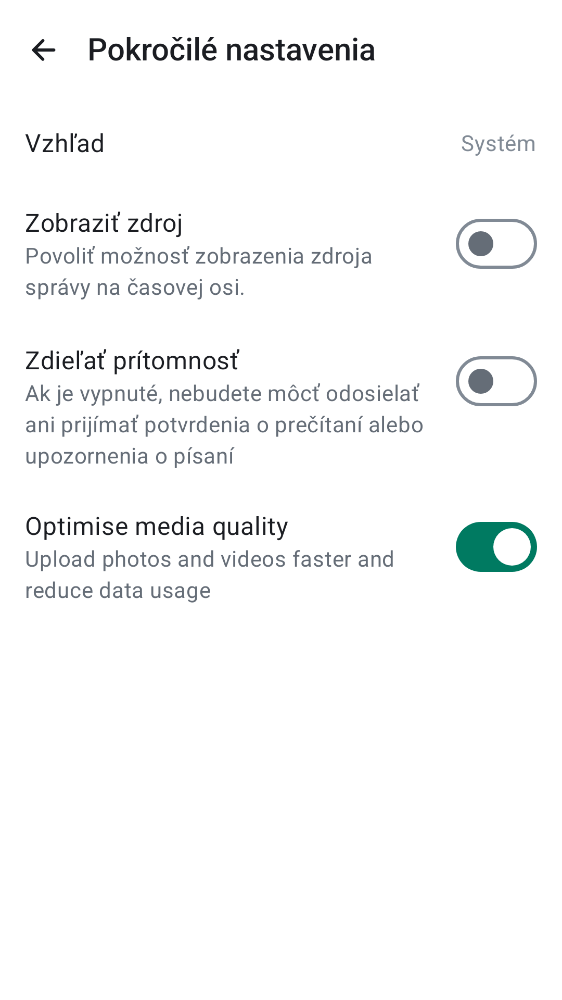 Pokročilé nastavenia
Vzhľad
Systém
Zobraziť zdroj
Povoliť možnosť zobrazenia zdroja
správy na časovej osi.
Zdieľať prítomnosť
Ak je vypnuté, nebudete môcť odosielať
ani prijímať potvrdenia o prečítaní alebo
upozornenia o písaní
Optimise media quality
Upload photos and videos faster and
reduce data usage